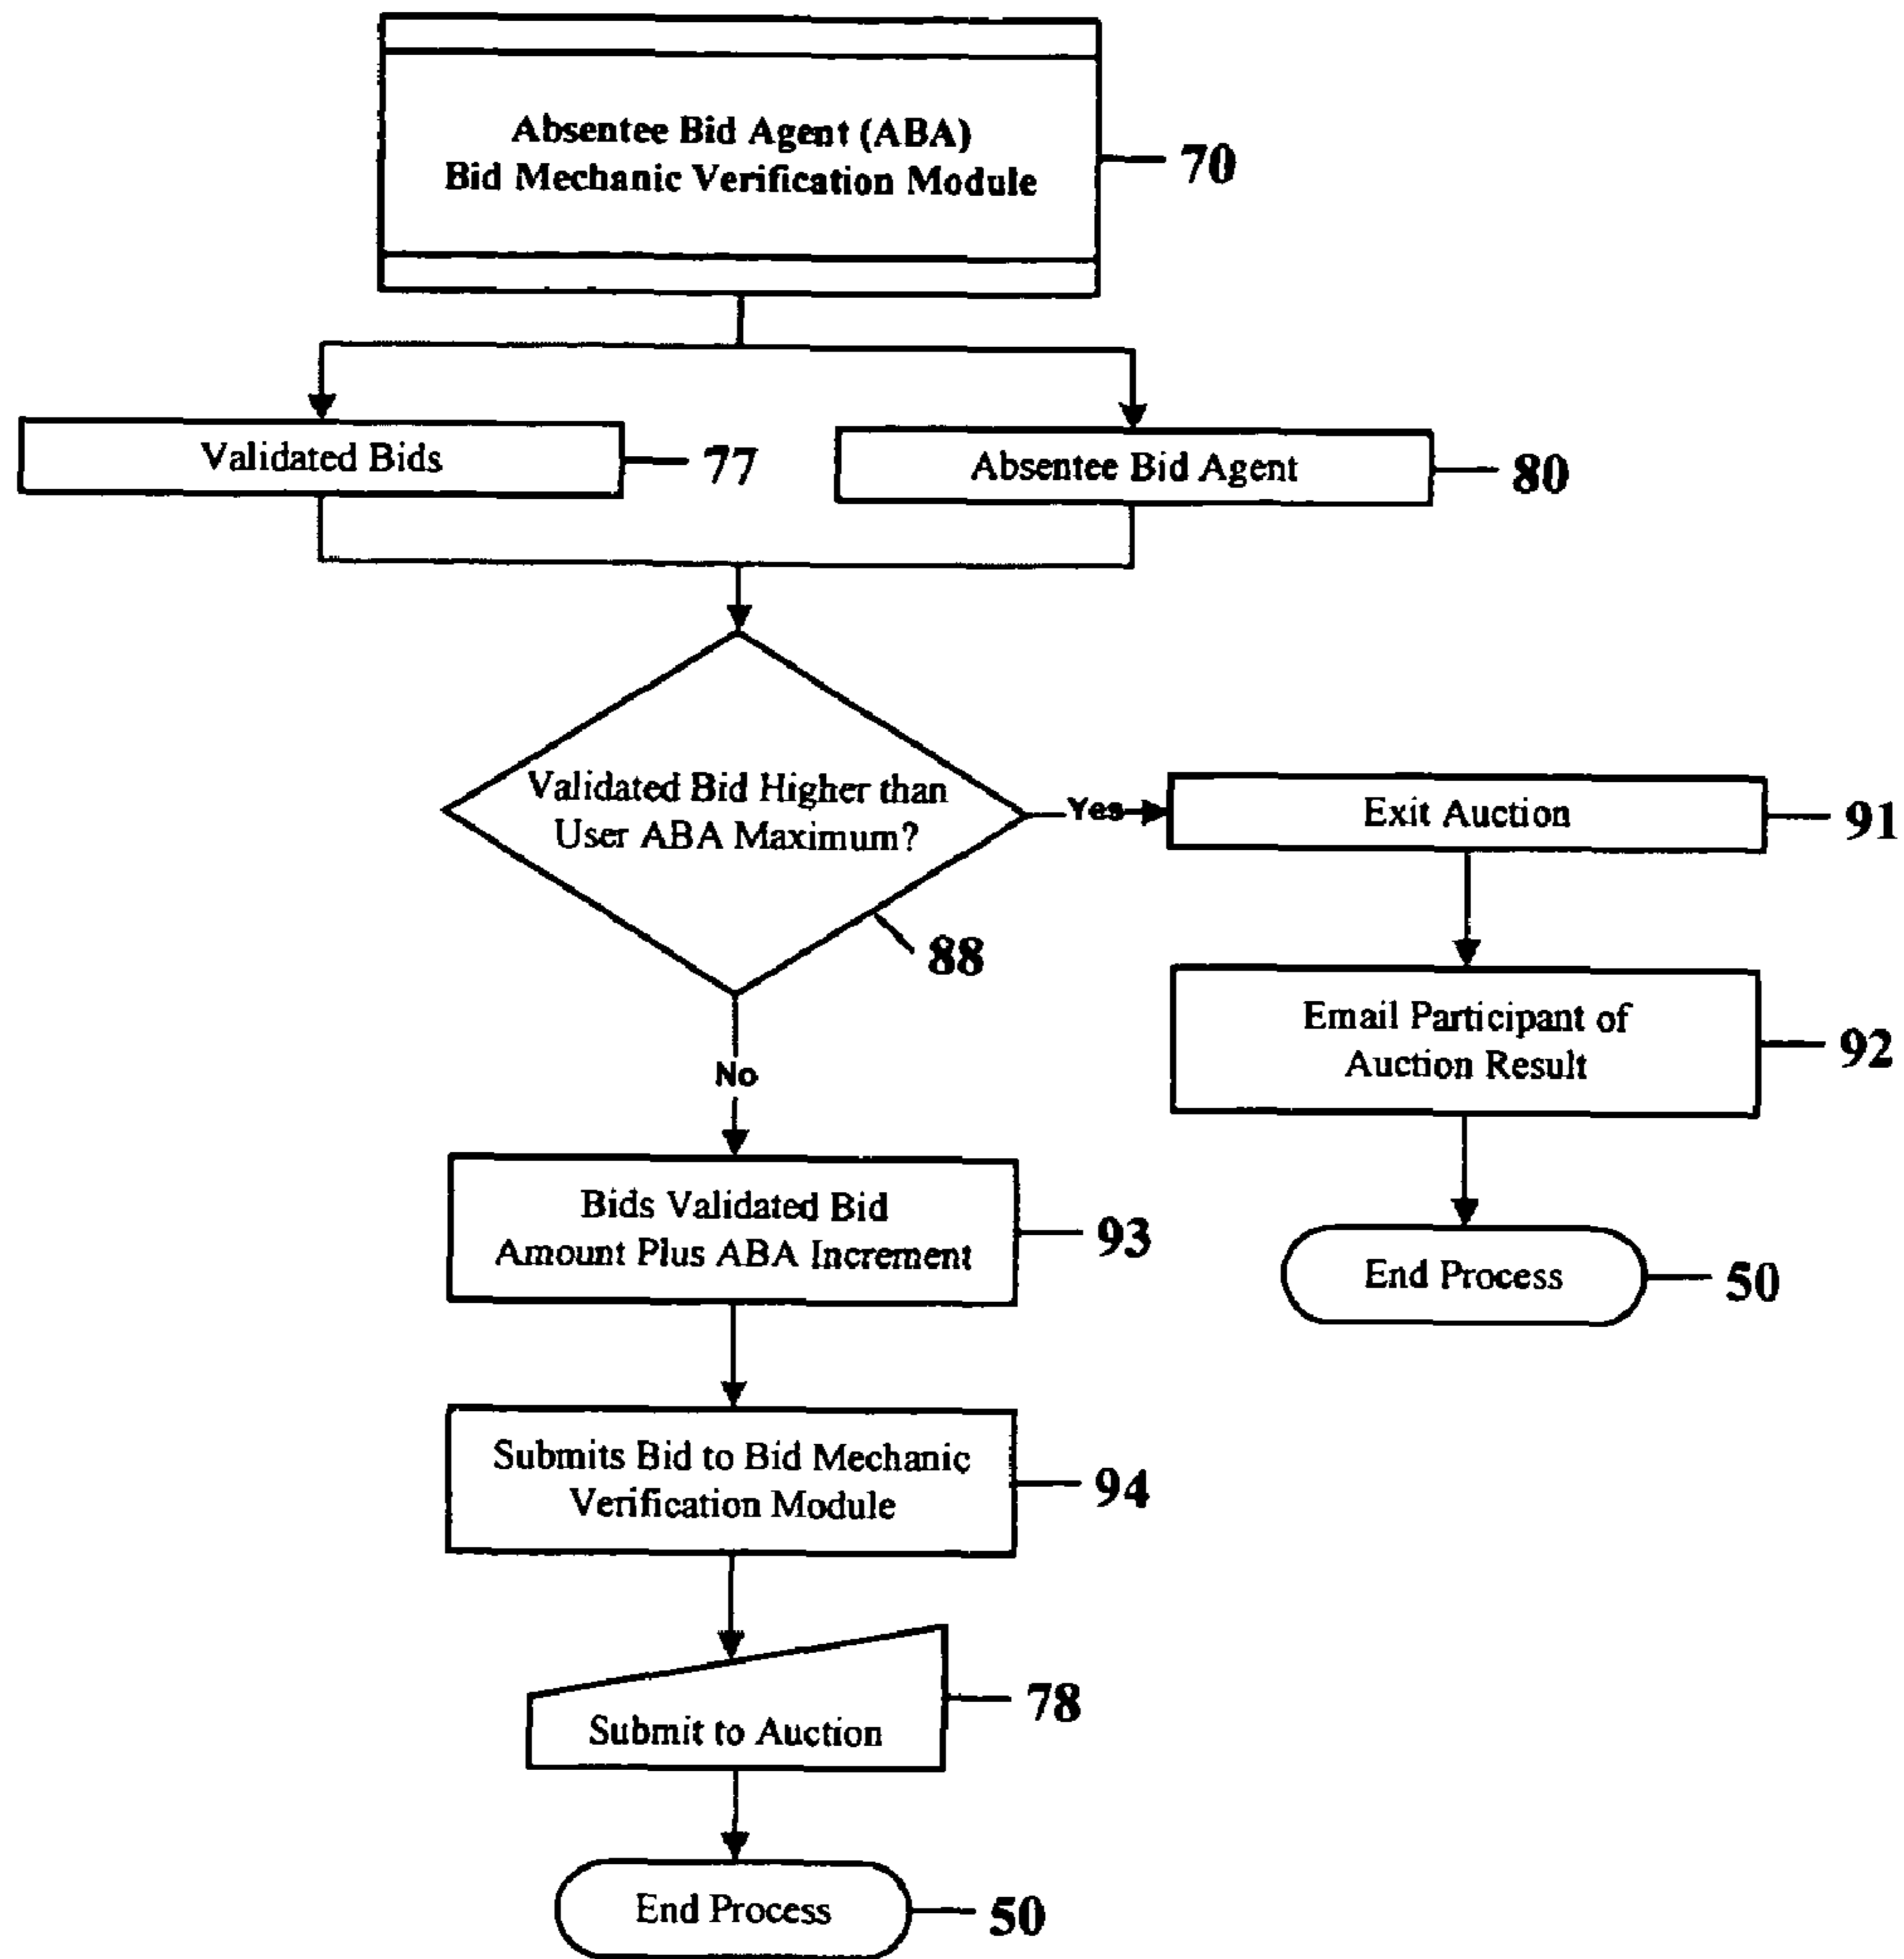 Absentee Bid Agent (ABA)
Bid Mechanic Verification Module
70
Validated Bids
77
Absentee Bid Agent
80
Validated Bid Higher than
User ABA Maximum?
88
Yes
Exit Auction
91
Email Participant of
Auction Result
92
End Process
50
No
Bids Validated Bid
Amount Plus ABA Increment
93
Submits Bid to Bid Mechanic
Verification Module
94
Submit to Auction
78
End Process
50